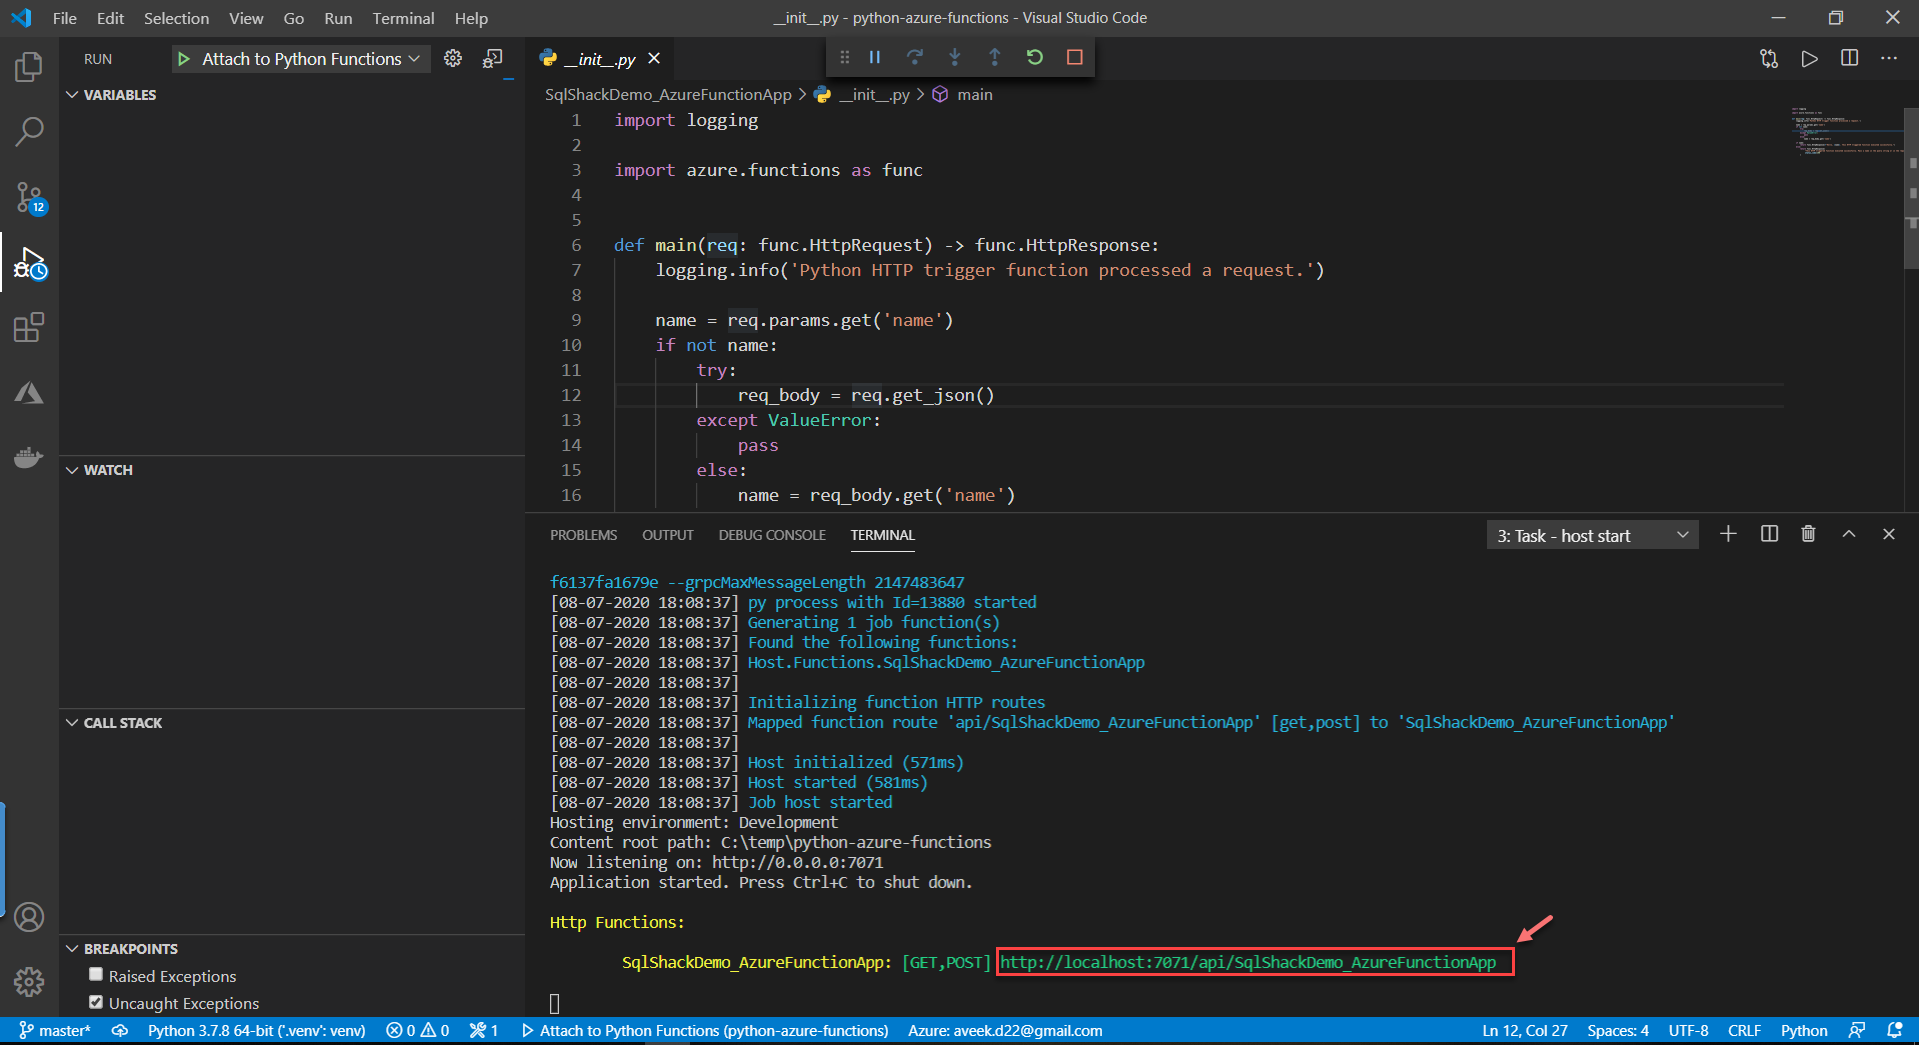 File Edit Selection View Go Run Terminal Help
__init__.py - python-azure-functions - Visual Studio Code
RUN
Attach to Python Functions
__init__.py
VARIABLES
SqlShackDemo_AzureFunctionApp > __init__.py > main
1 import logging
2
3 import azure.functions as func
4
5
6 def main(req: func.HttpRequest) -> func.HttpResponse:
7 logging.info('Python HTTP trigger function processed a request.')
8
9 name = req.params.get('name')
10 if not name:
11 try:
12 req_body = req.get_json()
13 except ValueError:
14 pass
15 else:
16 name = req_body.get('name')
12
WATCH
CALL STACK
BREAKPOINTS
Raised Exceptions
Uncaught Exceptions
PROBLEMS OUTPUT DEBUG CONSOLE TERMINAL
3: Task - host start
f6137fa1679e --grpcMaxMessageLength 2147483647
[08-07-2020 18:08:37] py process with Id=13880 started
[08-07-2020 18:08:37] Generating 1 job function(s)
[08-07-2020 18:08:37] Found the following functions:
[08-07-2020 18:08:37] Host.Functions.SqlShackDemo_AzureFunctionApp
[08-07-2020 18:08:37]
[08-07-2020 18:08:37] Initializing function HTTP routes
[08-07-2020 18:08:37] Mapped function route 'api/SqlShackDemo_AzureFunctionApp' [get,post] to 'SqlShackDemo_AzureFunctionApp'
[08-07-2020 18:08:37]
[08-07-2020 18:08:37] Host initialized (571ms)
[08-07-2020 18:08:37] Host started (581ms)
[08-07-2020 18:08:37] Job host started
Hosting environment: Development
Content root path: C:\temp\python-azure-functions
Now listening on: http://0.0.0.0:7071
Application started. Press Ctrl+C to shut down.
Http Functions:
SqlShackDemo_AzureFunctionApp: [GET,POST] http://localhost:7071/api/SqlShackDemo_AzureFunctionApp
master* Python 3.7.8 64-bit ('.venv': venv) 0 0 1 Attach to Python Functions (python-azure-functions) Azure: aveek.d22@gmail.com Ln 12, Col 27 Spaces: 4 UTF-8 CRLF Python